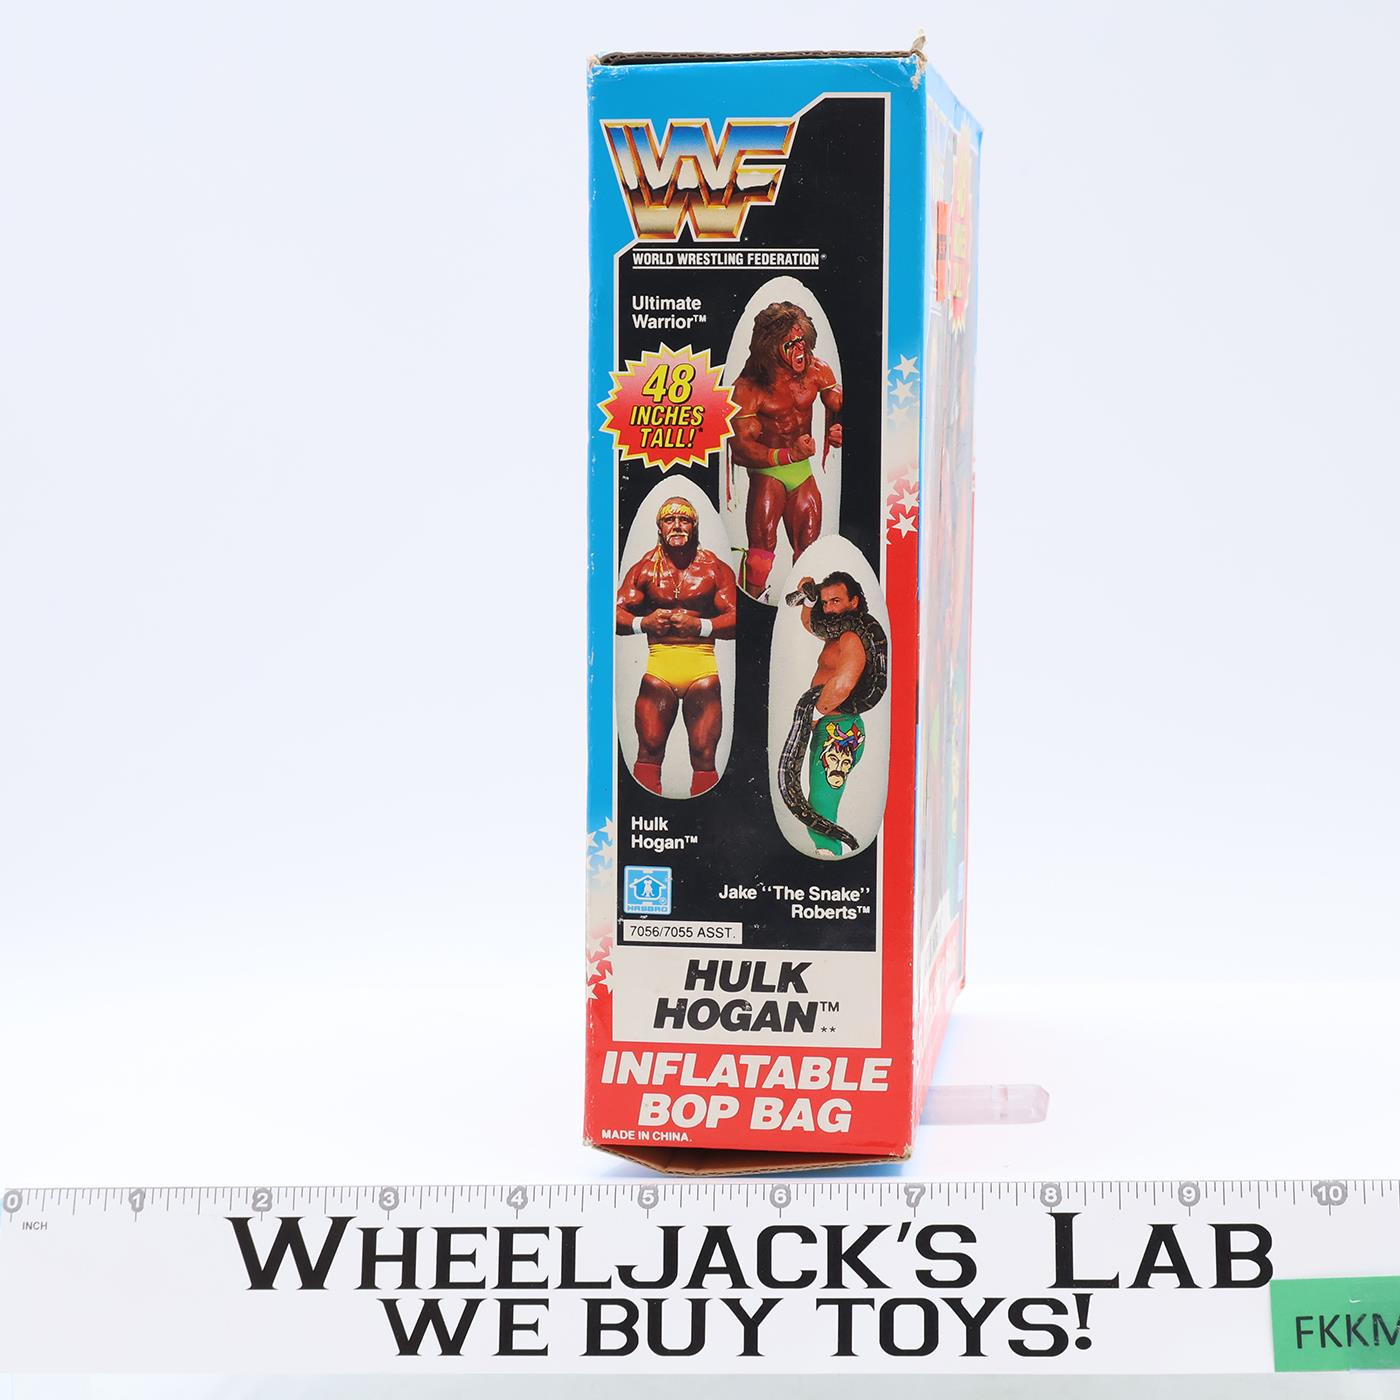 WF
WORLD WRESTLING FEDERATION®
Ultimate
Warrior™
48
INCHES
TALL!*
Hulk
Hogan™
HASBRO ®
Jake "The Snake"
Roberts™
7056/7055 ASST.
HULK
HOGAN™
**
INFLATABLE
BOP BAG
MADE IN CHINA.
0 1 2 3 4 5 6 7 8 9 10
INCH
WHEELJACK'S LAB
WE BUY TOYS!
FKKM